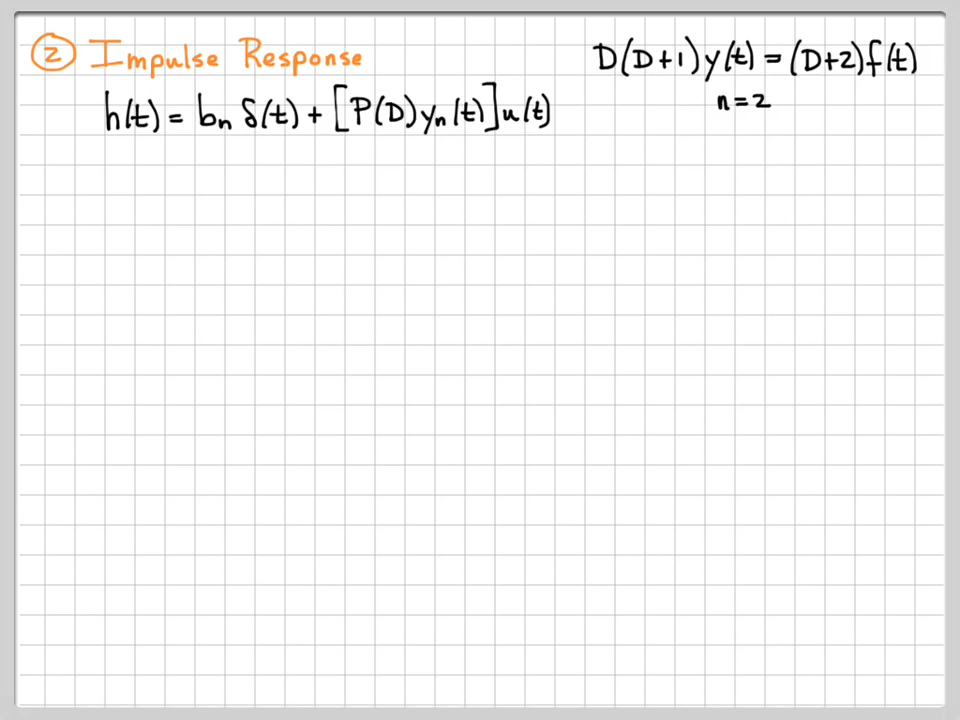 ② Impulse Response
D(D+1)y(t) = (D+2)f(t)
n = 2
h(t) = bₙ δ(t) + [P(D)yₙ(t)]u(t)